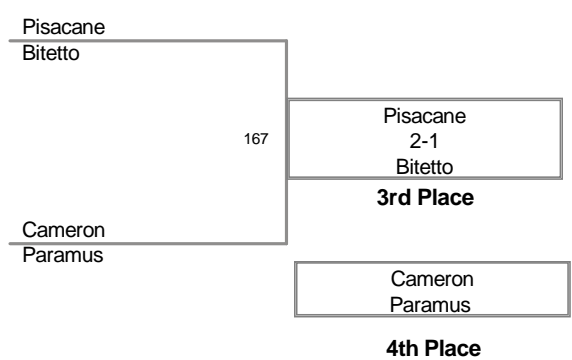 Pisacane
Bitetto
167
Pisacane
2-1
Bitetto
3rd Place
Cameron
Paramus
Cameron
Paramus
4th Place